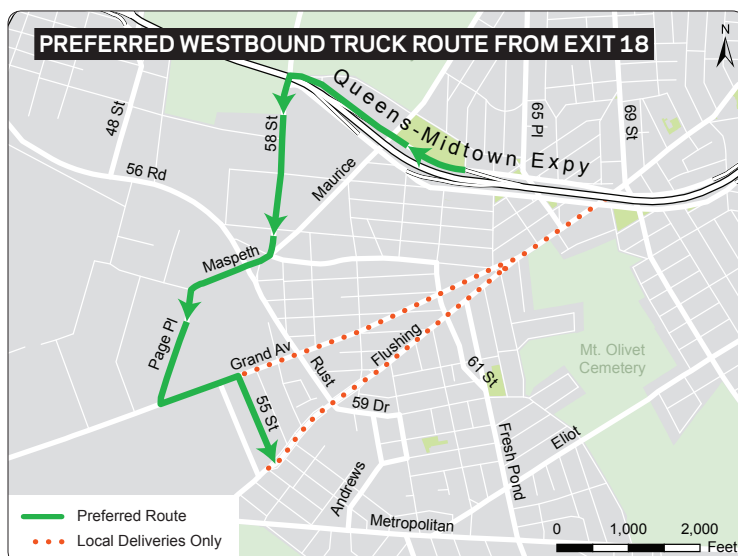 PREFERRED WESTBOUND TRUCK ROUTE FROM EXIT 18
N
Queens-Midtown Expy
48 St
58 St
65 Pl
69 St
56 Rd
Maurice
Maspeth
Page Pl
Grand Av
Rust
Flushing
61 St
Mt. Olivet
Cemetery
55 St
59 Dr
Fresh Pond
Eliot
Andrews
Metropolitan
Preferred Route
Local Deliveries Only
0 1,000 2,000
Feet